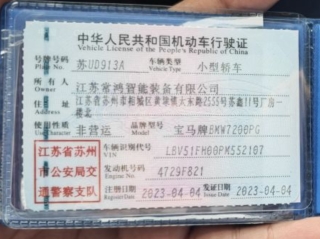 中华人民共和国机动车行驶证
Vehicle License of the People's Republic of China
号牌号码 苏UD913A 车辆类型 小型轿车
Plate No. Vehicle Type
所有人 江苏常鸿智能装备有限公司
Owner
住址 江苏省苏州市相城区黄埭镇太东路2555号苏鑫11号厂房一楼北
使用性质 非营运 品牌型号 宝马牌BMW7200PG
Use Character Model
江苏省苏州市公安局交通警察支队
车辆识别代号 LBV51FH00PMS52107
VIN
发动机号码 4729F821
Engine No.
注册日期 2023-04-04 发证日期 2023-04-04
Register Date Issue Date